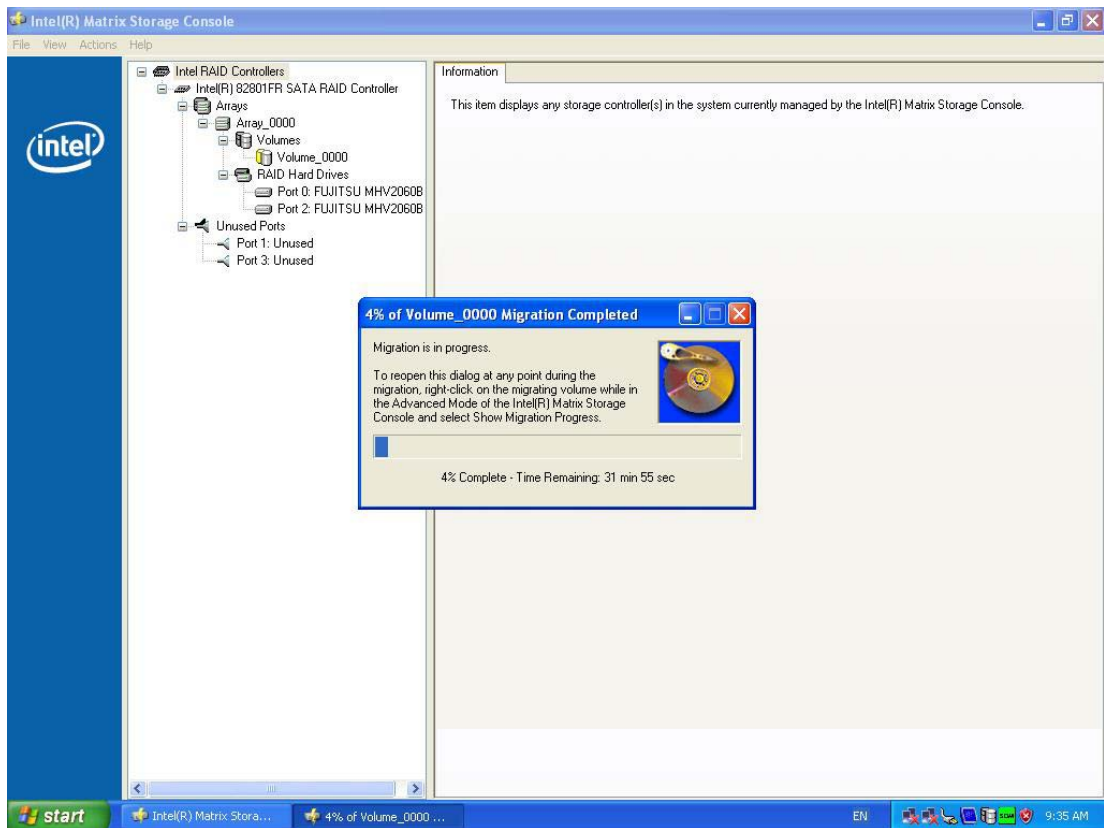 Intel(R) Matrix Storage Console
File View Actions Help
Intel RAID Controllers
Intel(R) 82801FR SATA RAID Controller
Arrays
Array_0000
Volumes
Volume_0000
RAID Hard Drives
Port 0: FUJITSU MHV2060B
Port 2: FUJITSU MHV2060B
Unused Ports
Port 1: Unused
Port 3: Unused
intel
Information
This item displays any storage controller(s) in the system currently managed by the Intel(R) Matrix Storage Console.
4% of Volume_0000 Migration Completed
Migration is in progress.
To reopen this dialog at any point during the
migration, right-click on the migrating volume while in
the Advanced Mode of the Intel(R) Matrix Storage
Console and select Show Migration Progress.
4% Complete - Time Remaining: 31 min 55 sec
start
Intel(R) Matrix Stora...
4% of Volume_0000 ...
EN
9:35 AM